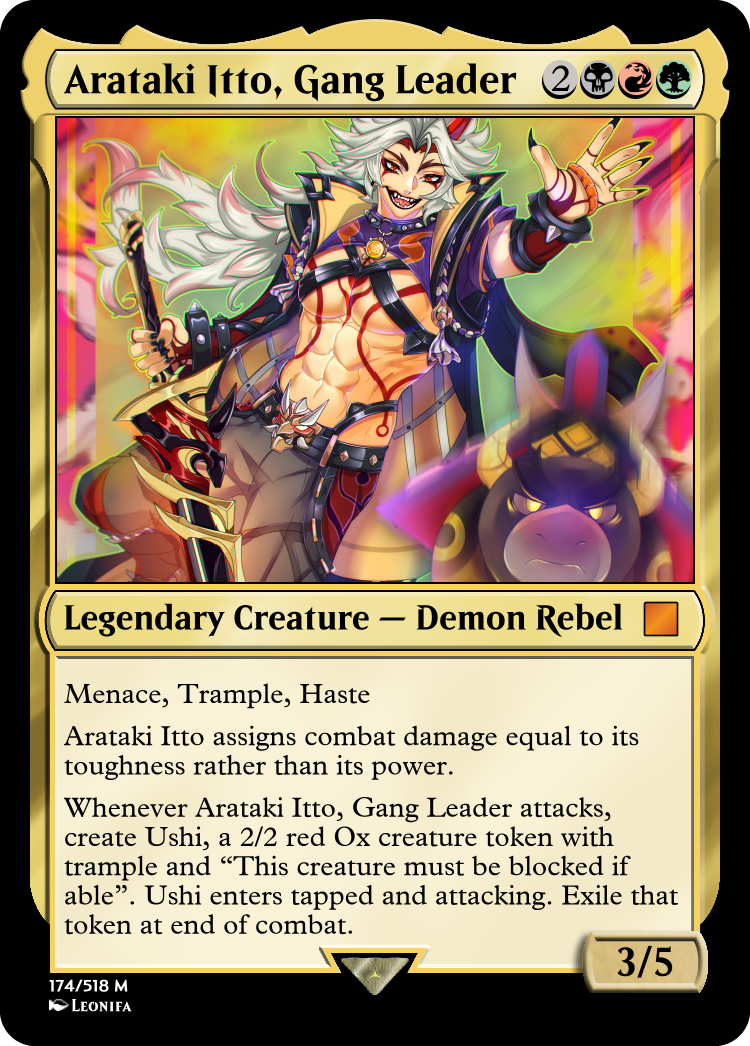 Arataki Itto, Gang Leader 2
Legendary Creature — Demon Rebel
Menace, Trample, Haste
Arataki Itto assigns combat damage equal to its
toughness rather than its power.
Whenever Arataki Itto, Gang Leader attacks,
create Ushi, a 2/2 red Ox creature token with
trample and “This creature must be blocked if
able”. Ushi enters tapped and attacking. Exile that
token at end of combat.
3/5
174/518 M
Leonifa